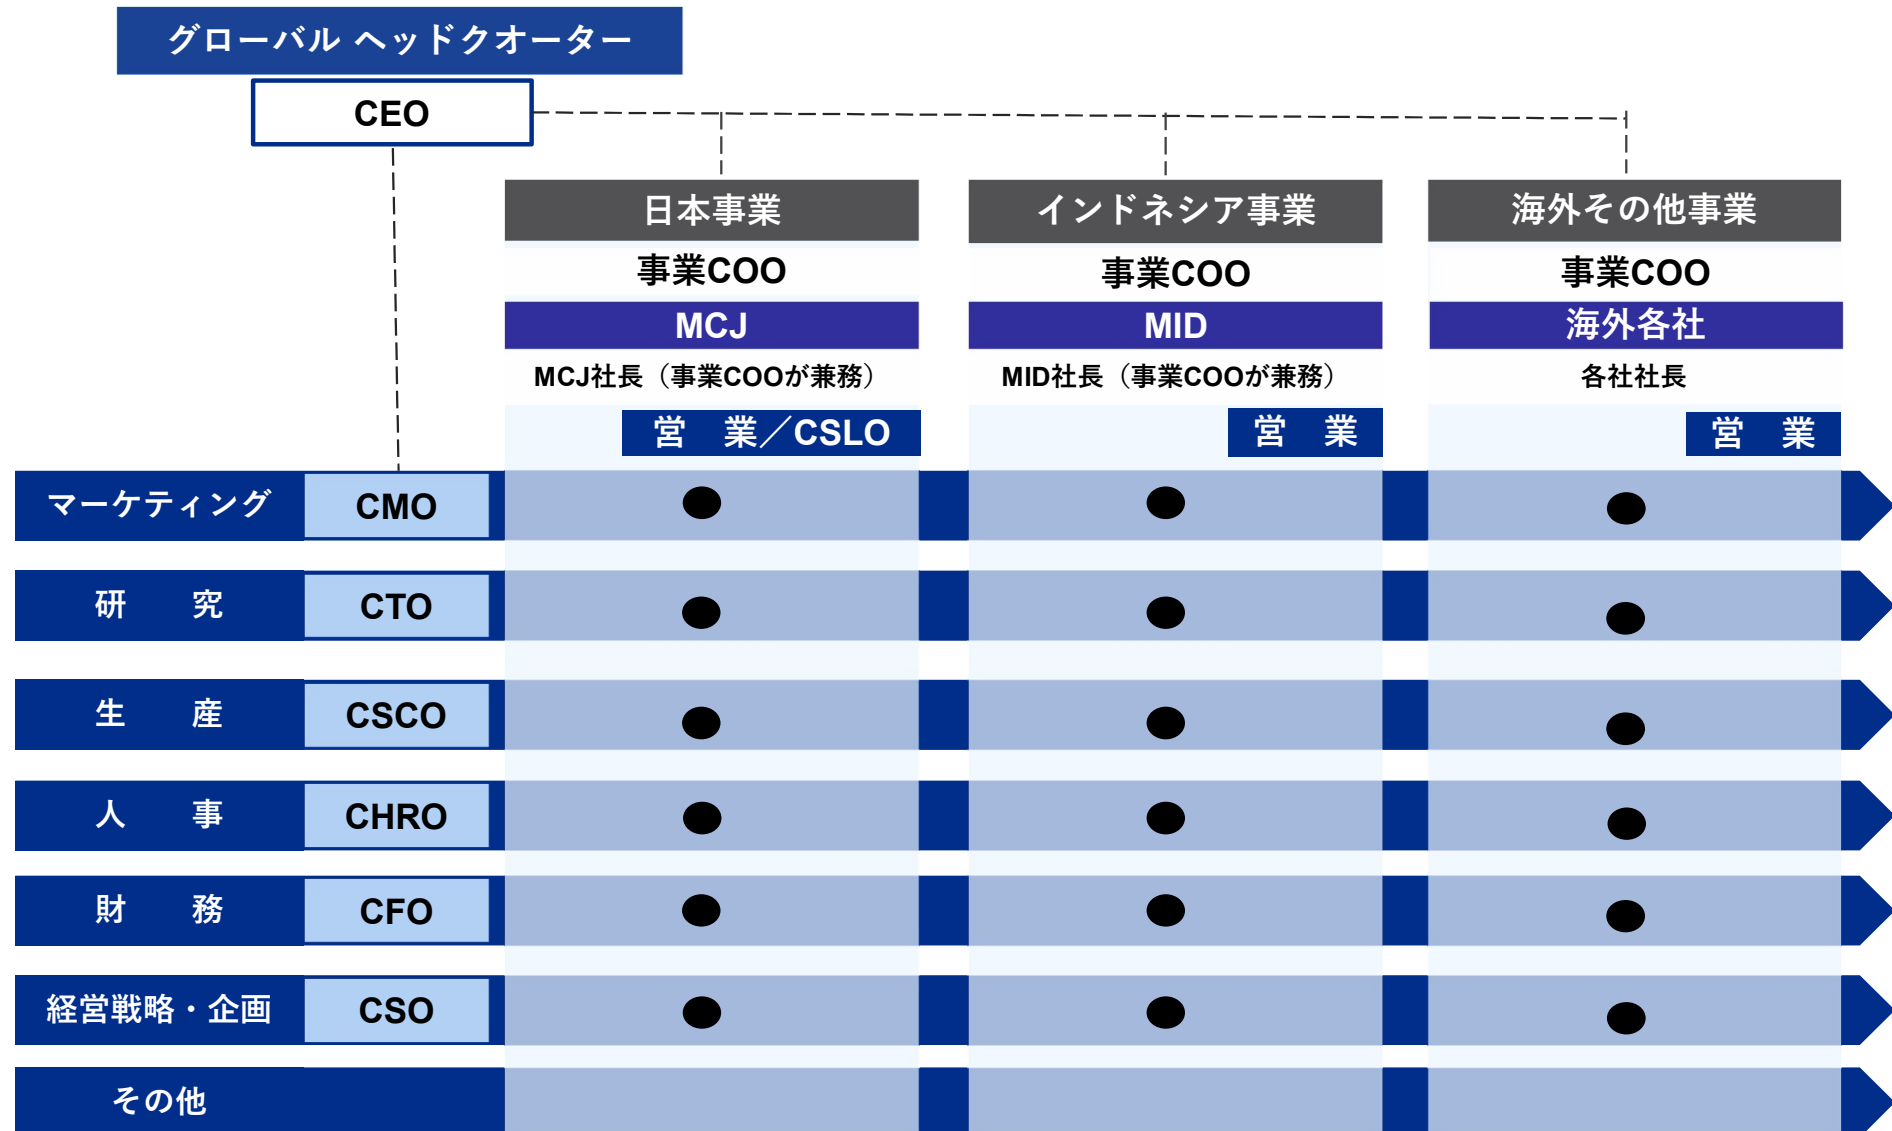 グローバル ヘッドクオーター
CEO
日本事業 インドネシア事業 海外その他事業
事業COO 事業COO 事業COO
MCJ MID 海外各社
MCJ社長（事業COOが兼務） MID社長（事業COOが兼務） 各社社長
営　業／CSLO 営　業 営　業
マーケティング CMO
研　　究 CTO
生　　産 CSCO
人　　事 CHRO
財　　務 CFO
経営戦略・企画 CSO
その他